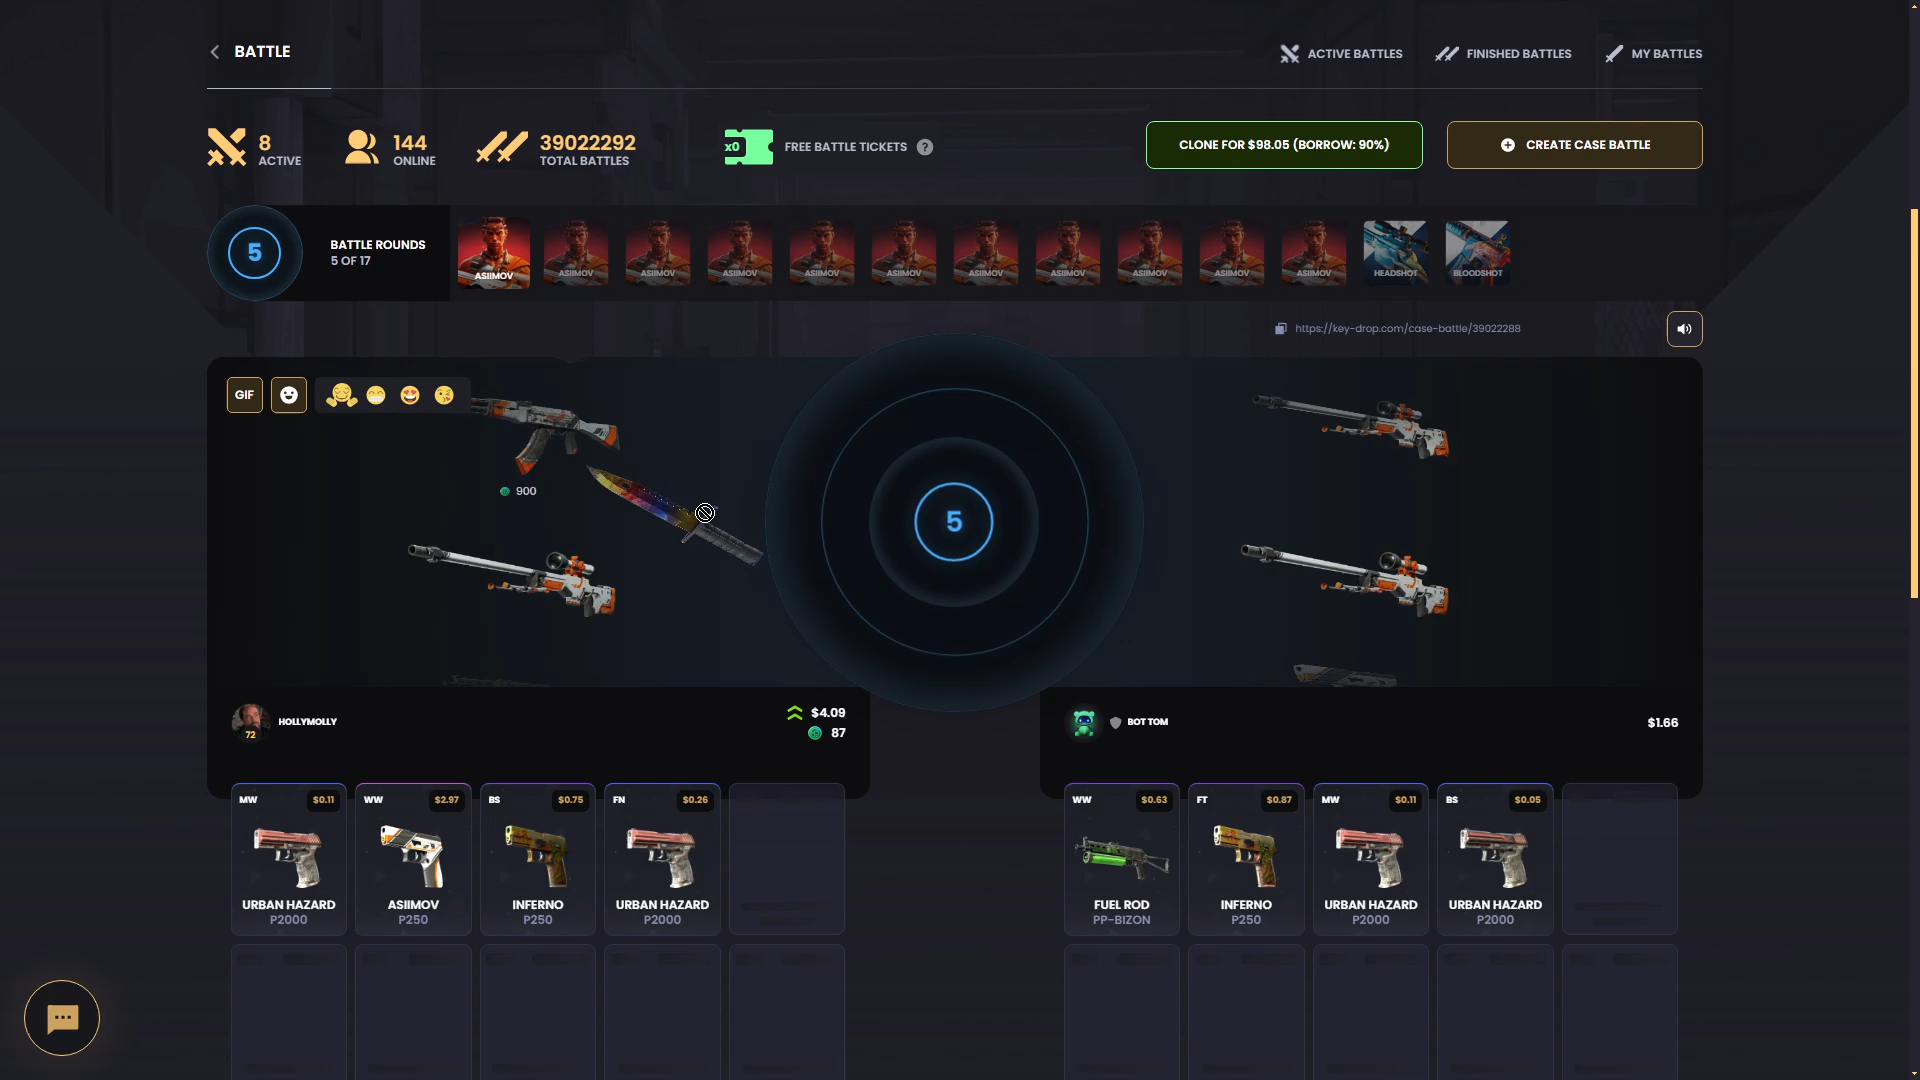 BATTLE
ACTIVE BATTLES
FINISHED BATTLES
MY BATTLES
8
ACTIVE
144
ONLINE
39022292
TOTAL BATTLES
x0
FREE BATTLE TICKETS ?
CLONE FOR $98.05 (BORROW: 90%)
CREATE CASE BATTLE
5
BATTLE ROUNDS
5 OF 17
ASIIMOV
ASIIMOV
ASIIMOV
ASIIMOV
ASIIMOV
ASIIMOV
ASIIMOV
ASIIMOV
ASIIMOV
ASIIMOV
ASIIMOV
HEADSHOT
BLOODSHOT
https://key-drop.com/case-battle/39022288
GIF
900
5
72
HOLLYMOLLY
$4.09
87
BOT TOM
$1.66
MW $0.11
URBAN HAZARD
P2000
WW $2.97
ASIIMOV
P250
BS $0.75
INFERNO
P250
FN $0.26
URBAN HAZARD
P2000
WW $0.63
FUEL ROD
PP-BIZON
FT $0.87
INFERNO
P250
MW $0.11
URBAN HAZARD
P2000
BS $0.05
URBAN HAZARD
P2000